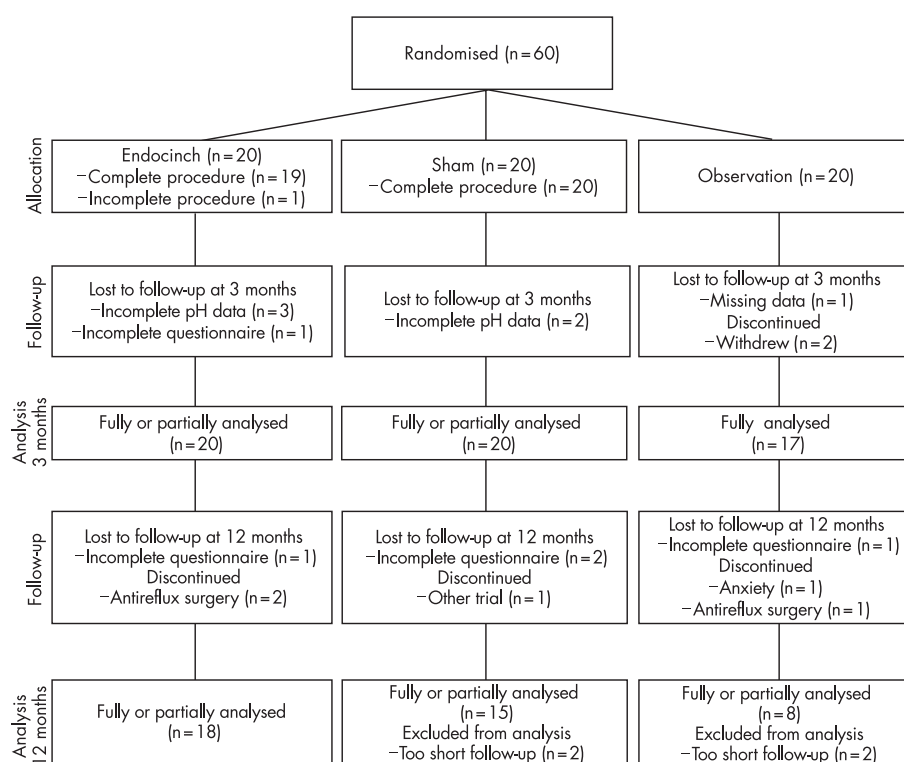 Randomised (n=60)
Allocation
Endocinch (n=20)
–Complete procedure (n=19)
–Incomplete procedure (n=1)
Sham (n=20)
–Complete procedure (n=20)
Observation (n=20)
Follow-up
Lost to follow-up at 3 months
–Incomplete pH data (n=3)
–Incomplete questionnaire (n=1)
Lost to follow-up at 3 months
–Incomplete pH data (n=2)
Lost to follow-up at 3 months
–Missing data (n=1)
Discontinued
–Withdrew (n=2)
Analysis
3 months
Fully or partially analysed
(n=20)
Fully or partially analysed
(n=20)
Fully analysed
(n=17)
Follow-up
Lost to follow-up at 12 months
–Incomplete questionnaire (n=1)
Discontinued
–Antireflux surgery (n=2)
Lost to follow-up at 12 months
–Incomplete questionnaire (n=2)
Discontinued
–Other trial (n=1)
Lost to follow-up at 12 months
–Incomplete questionnaire (n=1)
Discontinued
–Anxiety (n=1)
–Antireflux surgery (n=1)
Analysis
12 months
Fully or partially analysed
(n=18)
Fully or partially analysed
(n=15)
Excluded from analysis
–Too short follow-up (n=2)
Fully or partially analysed
(n=8)
Excluded from analysis
–Too short follow-up (n=2)